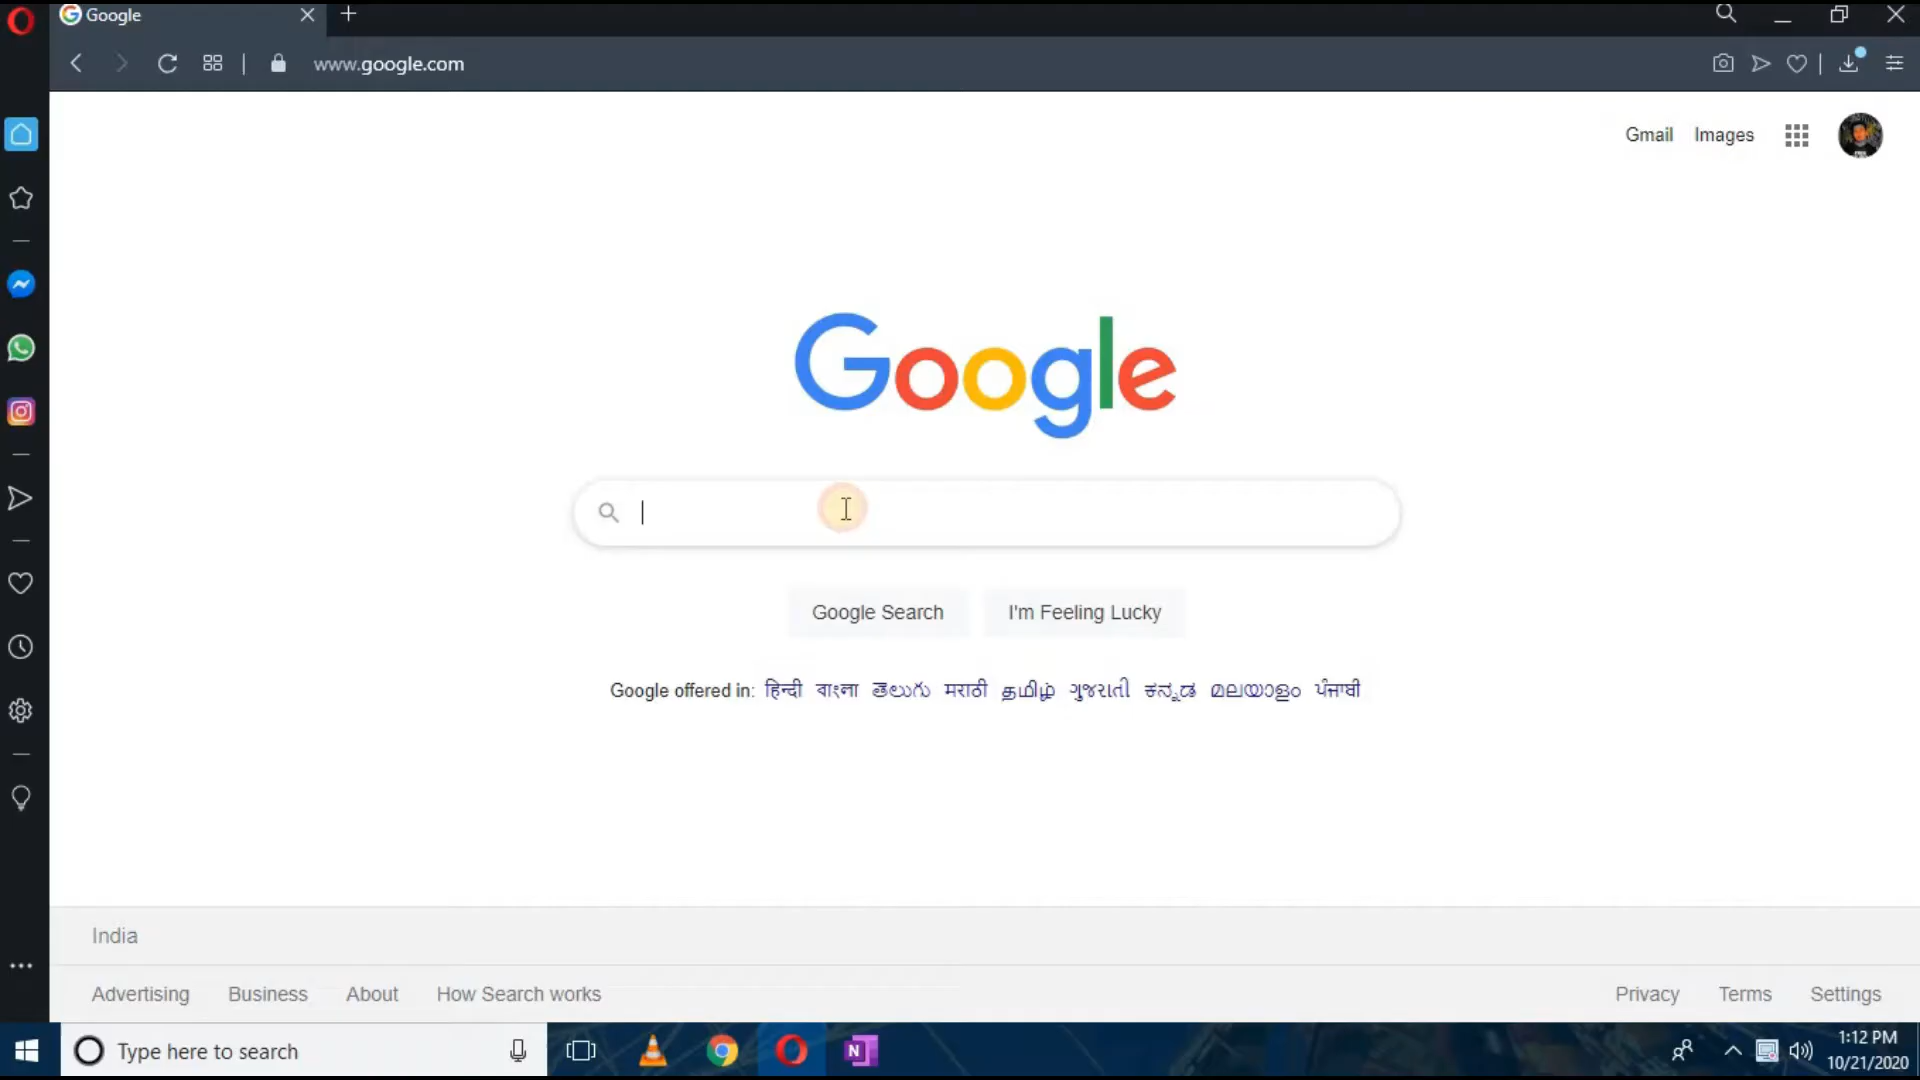 Google
www.google.com
Gmail Images
Google
Google Search I'm Feeling Lucky
Google offered in: हिन्दी বাংলা తెలుగు मराठी தமிழ் ગુજરાતી ಕನ್ನಡ മലയാളം ਪੰਜਾਬੀ
India
Advertising Business About How Search works Privacy Terms Settings
Type here to search
N
1:12 PM
10/21/2020